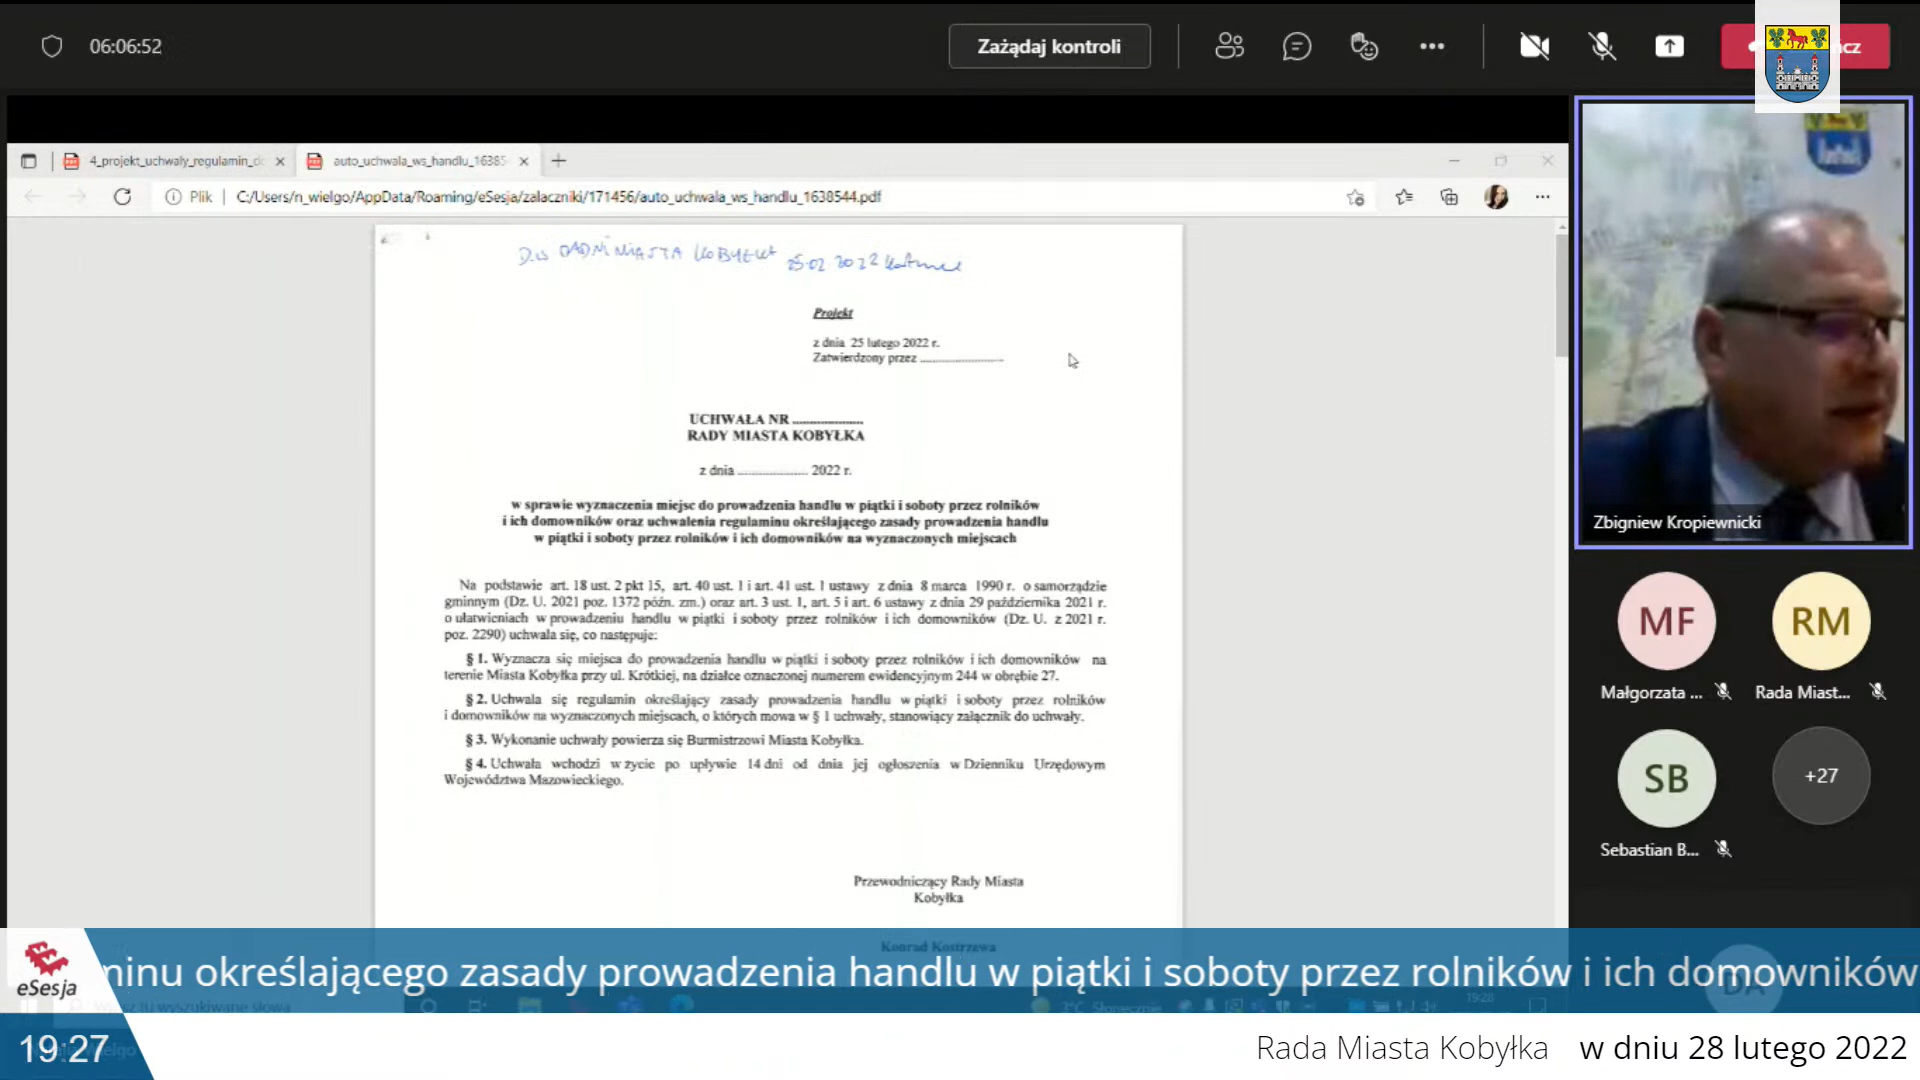 06:06:52
Zażądaj kontroli
4_projekt_uchwaly_regulamin_do
auto_uchwala_ws_handlu_16385
Plik
C:/Users/n_wielgo/AppData/Roaming/eSesja/zalaczniki/171456/auto_uchwala_ws_handlu_1638544.pdf
MIASTA KOBYŁKA 25.02 2022
Projekt
z dnia 25 lutego 2022 r.
Zatwierdzony przez ........................
UCHWAŁA NR ....................
RADY MIASTA KOBYŁKA
z dnia .................... 2022 r.
w sprawie wyznaczenia miejsc do prowadzenia handlu w piątki i soboty przez rolników
i ich domowników oraz uchwalenia regulaminu określającego zasady prowadzenia handlu
w piątki i soboty przez rolników i ich domowników na wyznaczonych miejscach
Na podstawie art. 18 ust. 2 pkt 15, art. 40 ust. 1 i art. 41 ust. 1 ustawy z dnia 8 marca 1990 r. o samorządzie
gminnym (Dz. U. 2021 poz. 1372 późn. zm.) oraz art. 3 ust. 1, art. 5 i art. 6 ustawy z dnia 29 października 2021 r.
o ułatwieniach w prowadzeniu handlu w piątki i soboty przez rolników i ich domowników (Dz. U. z 2021 r.
poz. 2290) uchwala się, co następuje:
§ 1. Wyznacza się miejsca do prowadzenia handlu w piątki i soboty przez rolników i ich domowników na
terenie Miasta Kobyłka przy ul. Krótkiej, na działce oznaczonej numerem ewidencyjnym 244 w obrębie 27.
§ 2. Uchwala się regulamin określający zasady prowadzenia handlu w piątki i soboty przez rolników
i domowników na wyznaczonych miejscach, o których mowa w § 1 uchwały, stanowiący załącznik do uchwały.
§ 3. Wykonanie uchwały powierza się Burmistrzowi Miasta Kobyłka.
§ 4. Uchwała wchodzi w życie po upływie 14 dni od dnia jej ogłoszenia w Dzienniku Urzędowym
Województwa Mazowieckiego.
Przewodniczący Rady Miasta
Kobyłka
Konrad Kostrzewa
Zbigniew Kropiewnicki
MF
RM
Małgorzata ...
Rada Miast...
SB
+27
Sebastian B...
eSesja
minu określającego zasady prowadzenia handlu w piątki i soboty przez rolników i ich domowników
3°C Słonecznie
19:28
19:27
Rada Miasta Kobyłka w dniu 28 lutego 2022